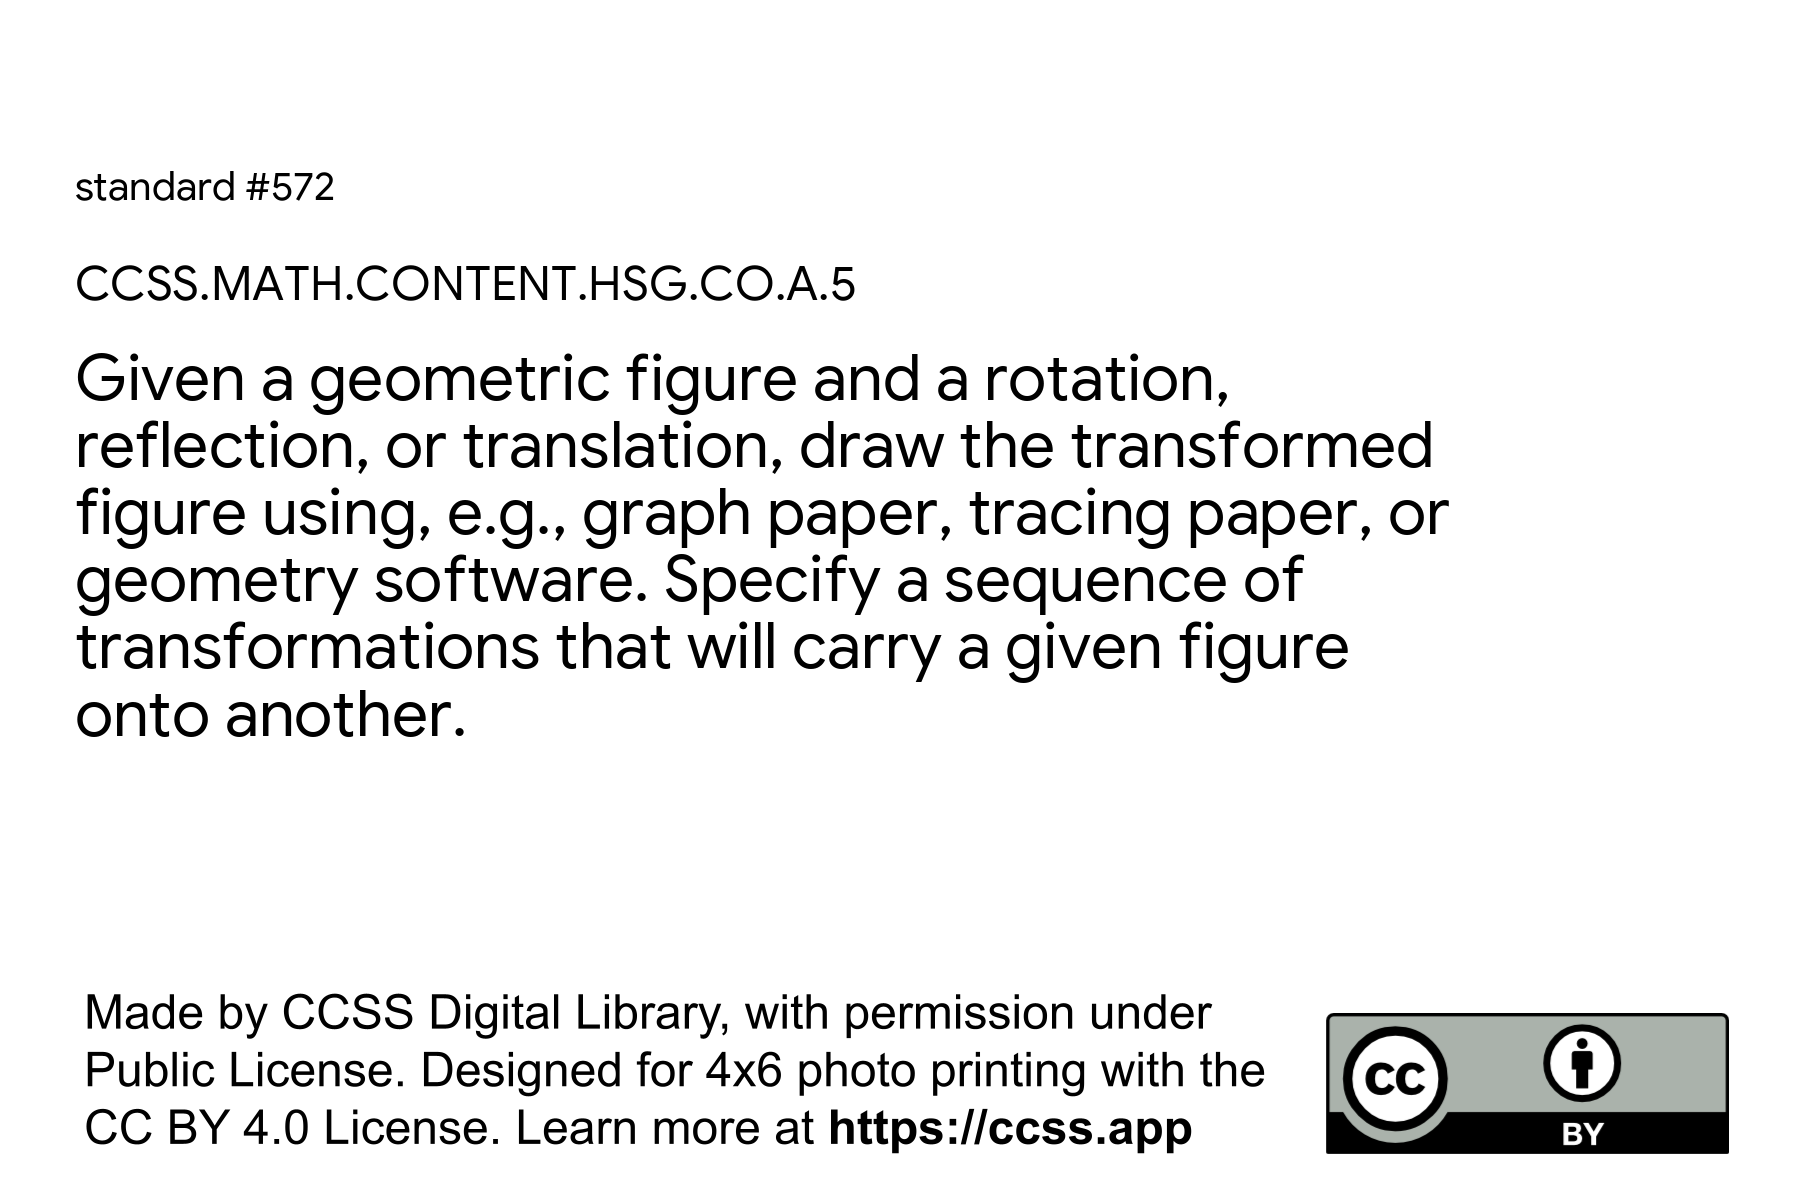 standard #572
CCSS.MATH.CONTENT.HSG.CO.A.5
Given a geometric figure and a rotation,
reflection, or translation, draw the transformed
figure using, e.g., graph paper, tracing paper, or
geometry software. Specify a sequence of
transformations that will carry a given figure
onto another.
Made by CCSS Digital Library, with permission under
Public License. Designed for 4x6 photo printing with the
CC BY 4.0 License. Learn more at https://ccss.app
CC
BY